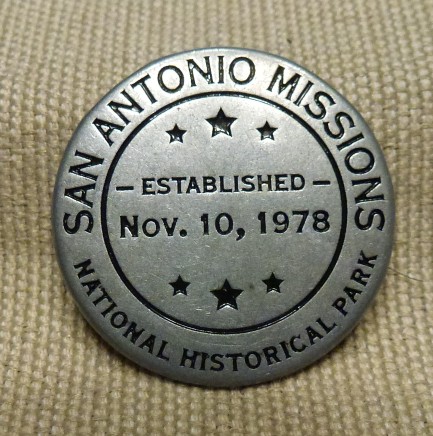 SAN ANTONIO MISSIONS
– ESTABLISHED –
Nov. 10, 1978
NATIONAL HISTORICAL PARK